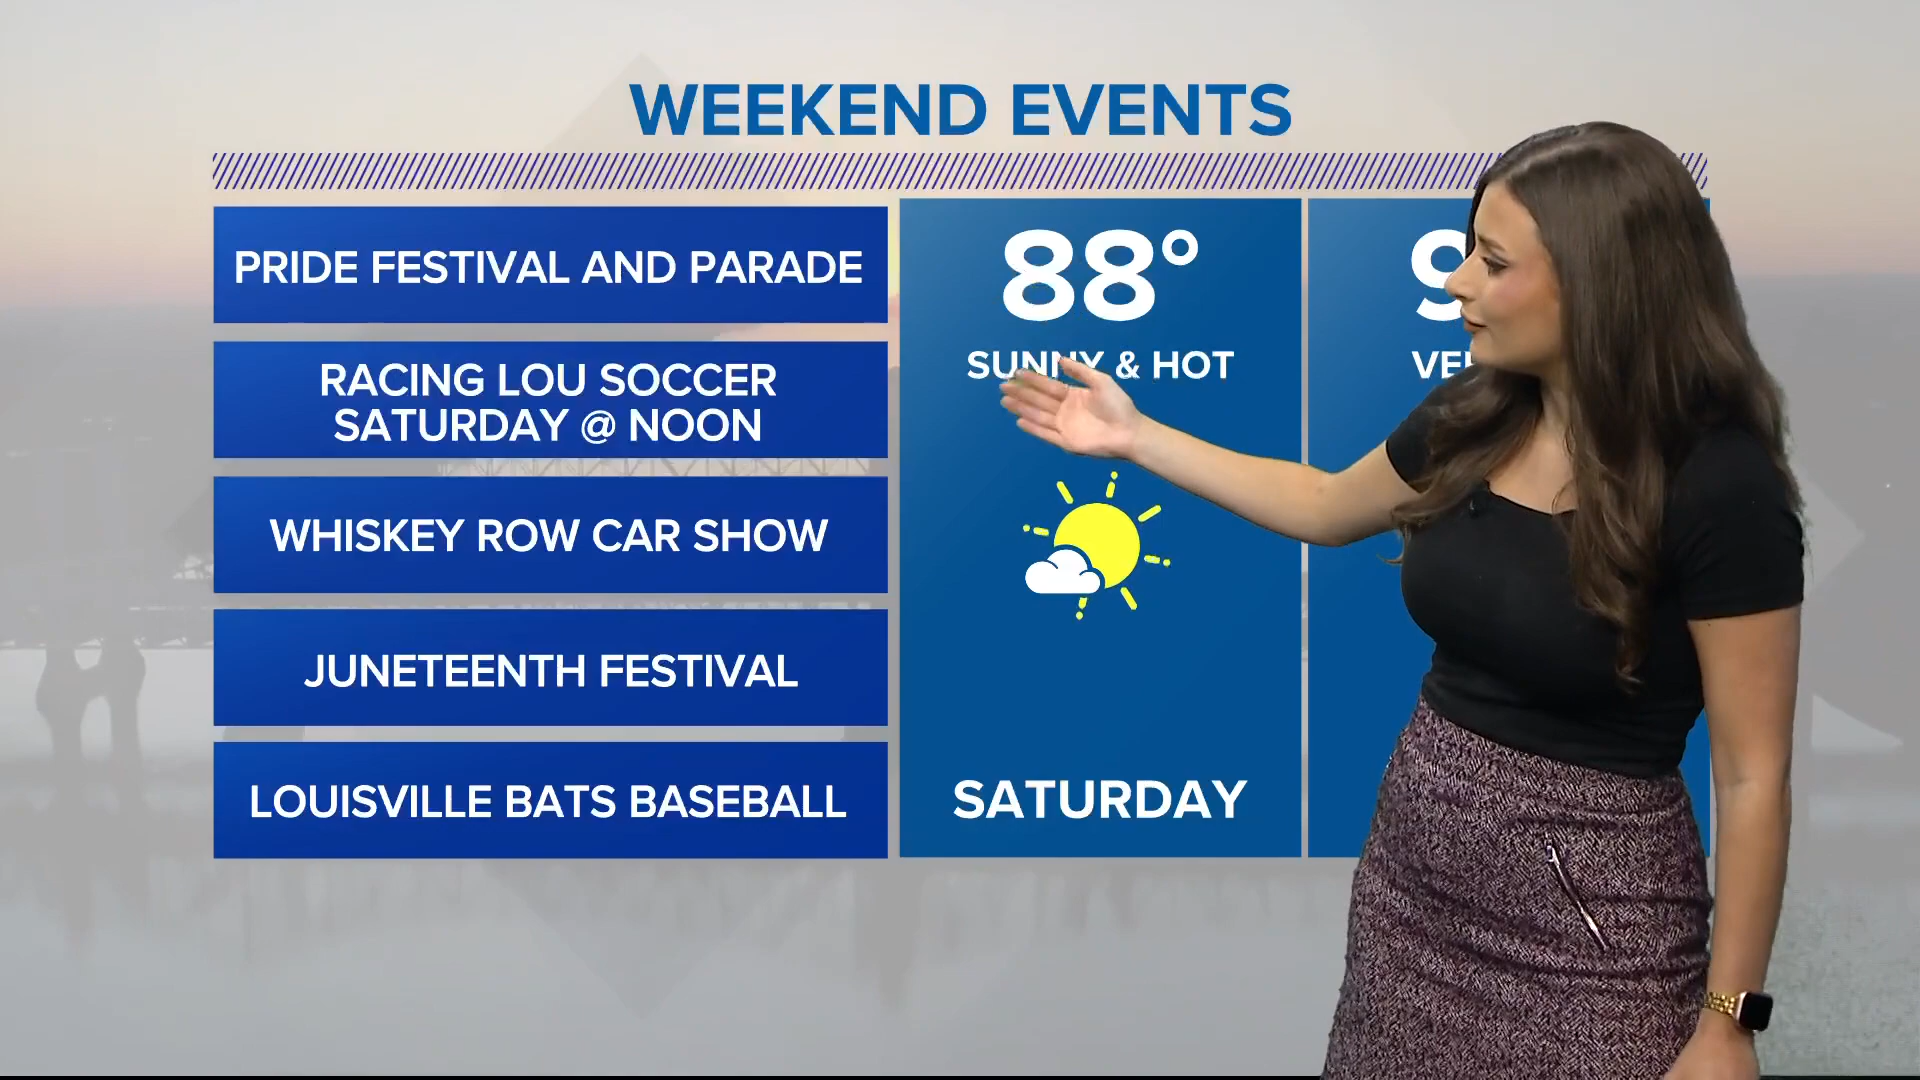 WEEKEND EVENTS
PRIDE FESTIVAL AND PARADE
RACING LOU SOCCER
SATURDAY @ NOON
WHISKEY ROW CAR SHOW
JUNETEENTH FESTIVAL
LOUISVILLE BATS BASEBALL
88°
SUNNY & HOT
SATURDAY